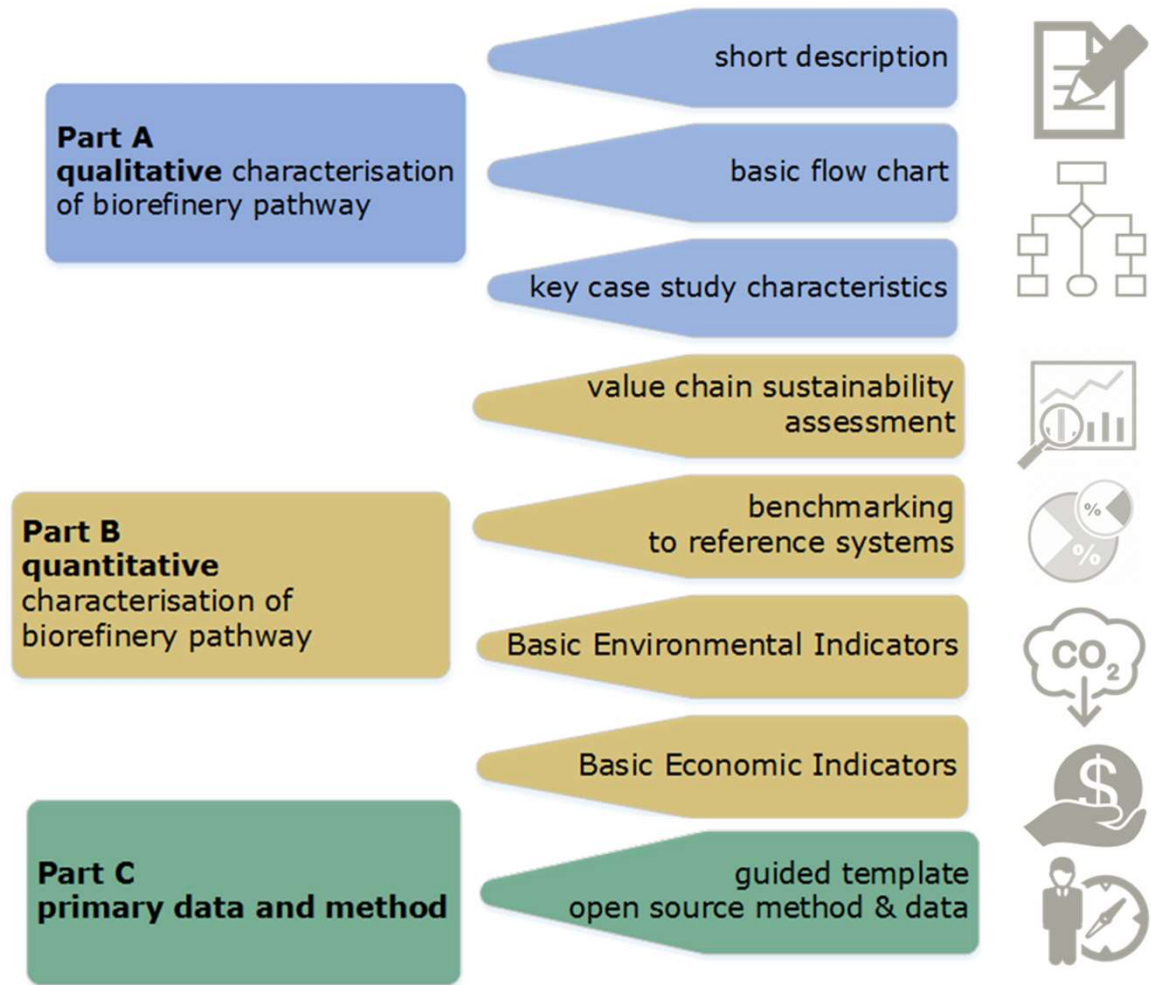 Part A
qualitative characterisation
of biorefinery pathway
short description
basic flow chart
key case study characteristics
Part B
quantitative
characterisation of
biorefinery pathway
value chain sustainability
assessment
benchmarking
to reference systems
Basic Environmental Indicators
Basic Economic Indicators
Part C
primary data and method
guided template
open source method & data
%
%
CO2
$